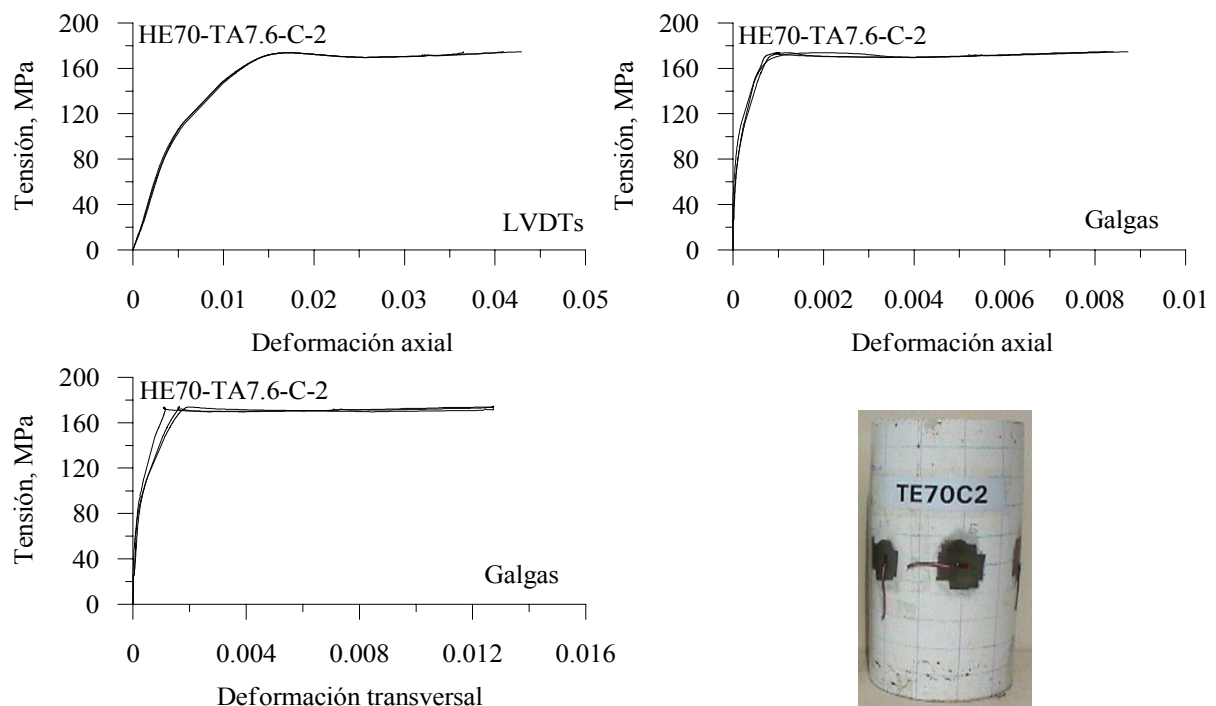 200
160
120
80
40
0
Tensión, MPa
HE70-TA7.6-C-2
LVDTs
0 0.01 0.02 0.03 0.04 0.05
Deformación axial
200
160
120
80
40
0
Tensión, MPa
HE70-TA7.6-C-2
Galgas
0 0.002 0.004 0.006 0.008 0.01
Deformación axial
200
160
120
80
40
0
Tensión, MPa
HE70-TA7.6-C-2
Galgas
0 0.004 0.008 0.012 0.016
Deformación transversal
TE70C2